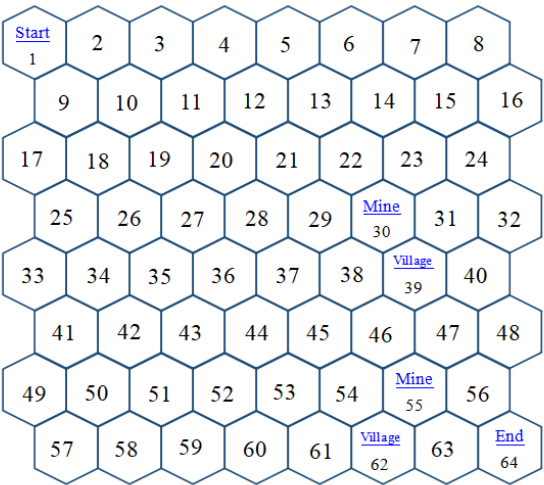 Start
1 2 3 4 5 6 7 8
9 10 11 12 13 14 15 16
17 18 19 20 21 22 23 24
Mine
25 26 27 28 29 30 31 32
Village
33 34 35 36 37 38 39 40
41 42 43 44 45 46 47 48
Mine
49 50 51 52 53 54 55 56
Village End
57 58 59 60 61 62 63 64